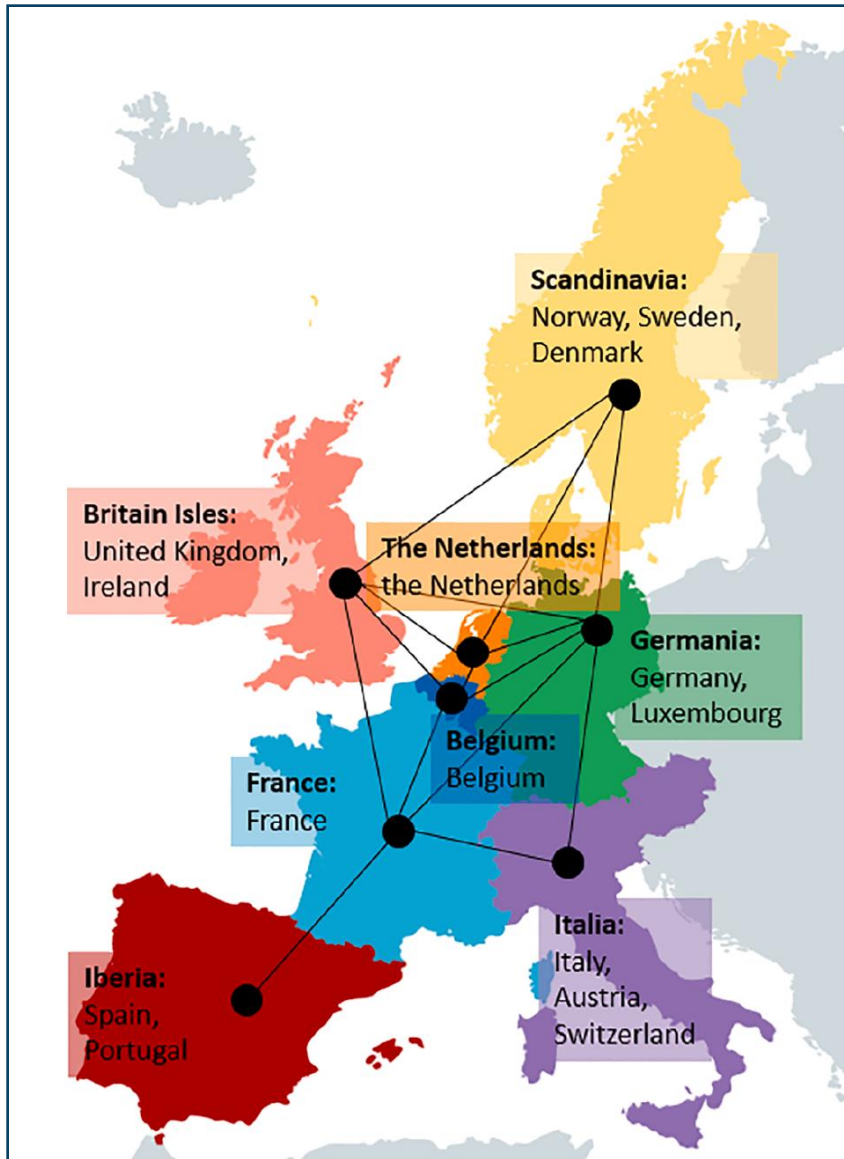 Scandinavia:
Norway, Sweden,
Denmark
Britain Isles:
United Kingdom,
Ireland
The Netherlands:
the Netherlands
Germania:
Germany,
Luxembourg
Belgium:
Belgium
France:
France
Italia:
Italy,
Austria,
Switzerland
Iberia:
Spain,
Portugal